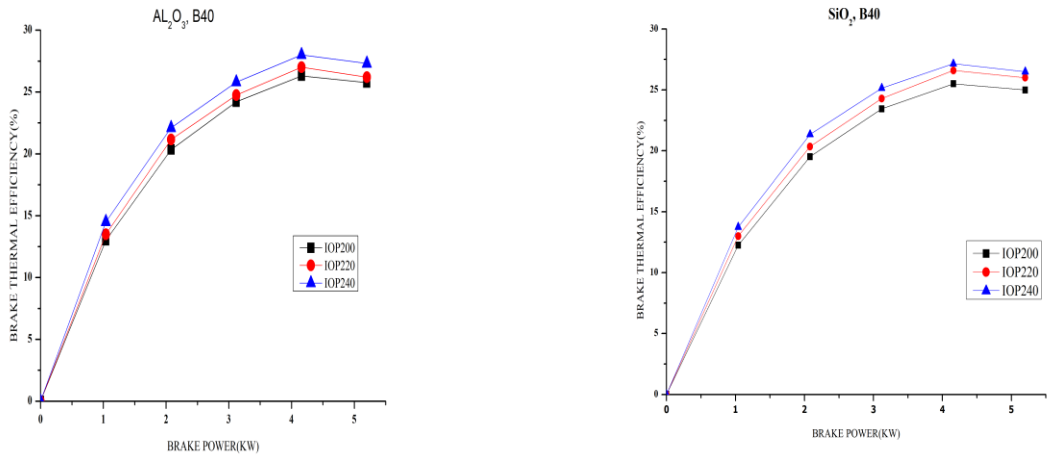 AL₂O₃, B40
30
25
20
15
10
5
0
BRAKE THERMAL EFFICIENCY(%)
IOP200
IOP220
IOP240
0 1 2 3 4 5
BRAKE POWER(KW)
SiO₂, B40
30
25
20
15
10
5
0
BRAKE THERMAL EFFICIENCY(%)
IOP200
IOP220
IOP240
0 1 2 3 4 5
BRAKE POWER(KW)